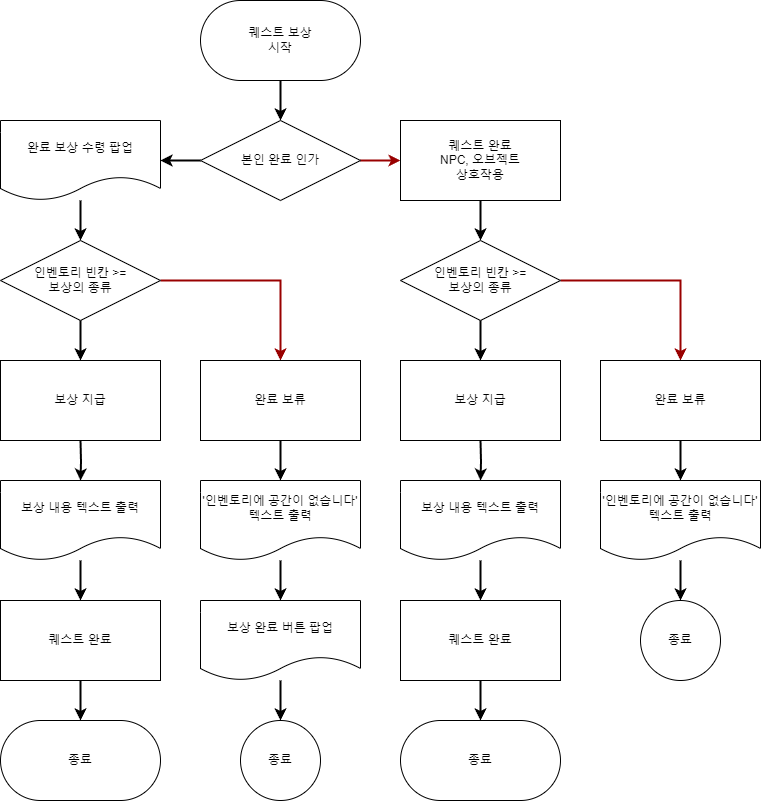 퀘스트 보상
시작
완료 보상 수령 팝업
본인 완료 인가
퀘스트 완료
NPC, 오브젝트
상호작용
인벤토리 빈칸 >=
보상의 종류
인벤토리 빈칸 >=
보상의 종류
보상 지급
완료 보류
보상 지급
완료 보류
보상 내용 텍스트 출력
'인벤토리에 공간이 없습니다'
텍스트 출력
보상 내용 텍스트 출력
'인벤토리에 공간이 없습니다'
텍스트 출력
퀘스트 완료
보상 완료 버튼 팝업
퀘스트 완료
종료
종료
종료
종료